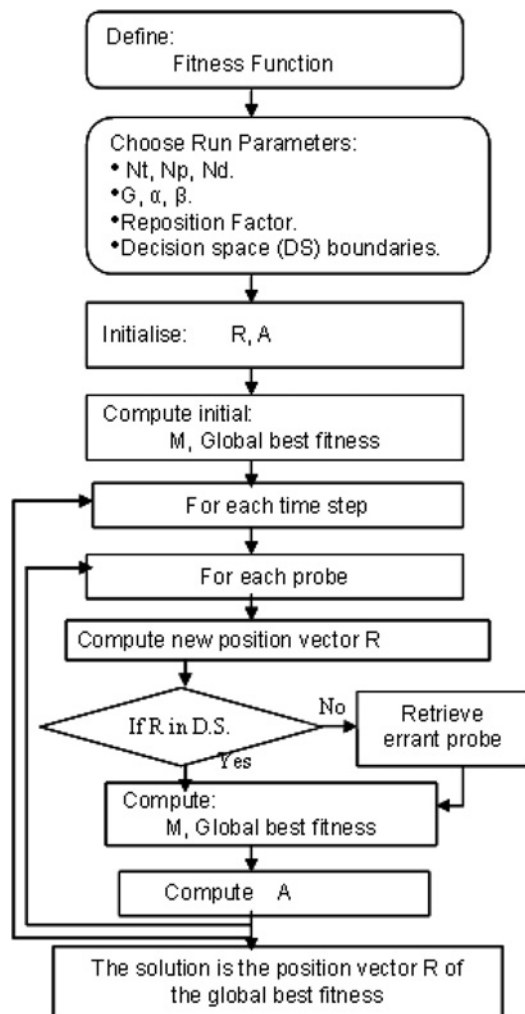 Define:
Fitness Function
Choose Run Parameters:
• Nt, Np, Nd.
• G, α, β.
• Reposition Factor.
• Decision space (DS) boundaries.
Initialise: R, A
Compute initial:
M, Global best fitness
For each time step
For each probe
Compute new position vector R
If R in D.S.
No
Retrieve
errant probe
Yes
Compute:
M, Global best fitness
Compute A
The solution is the position vector R of
the global best fitness